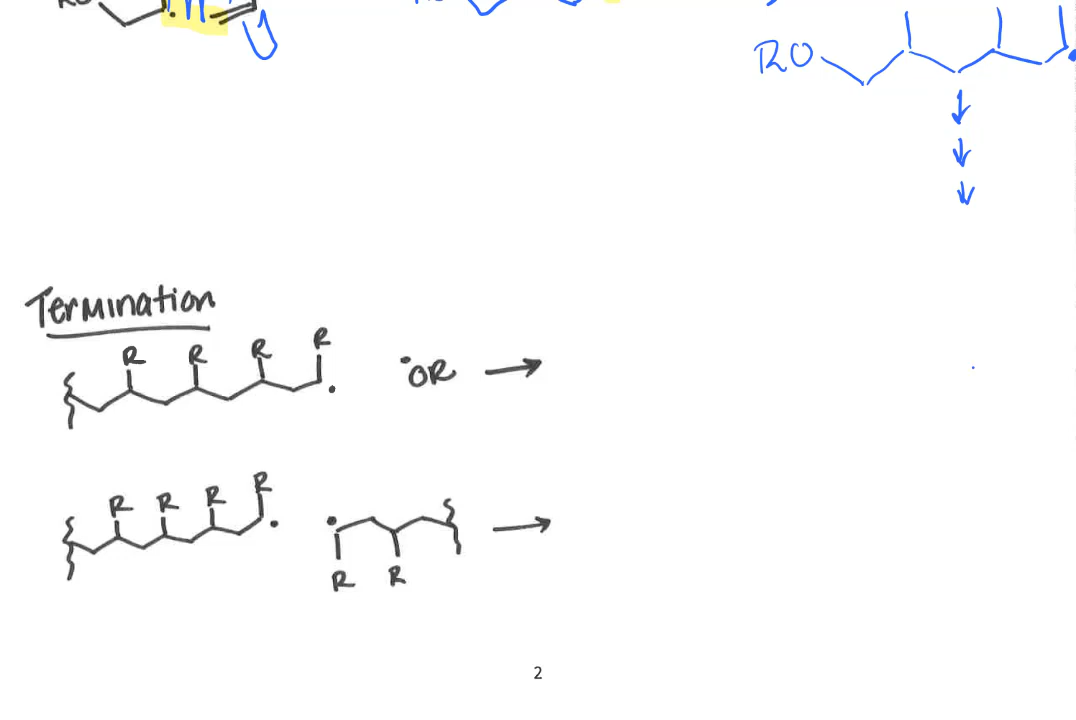 RO
Termination
R R R R
•OR →
R R R R
R R
2